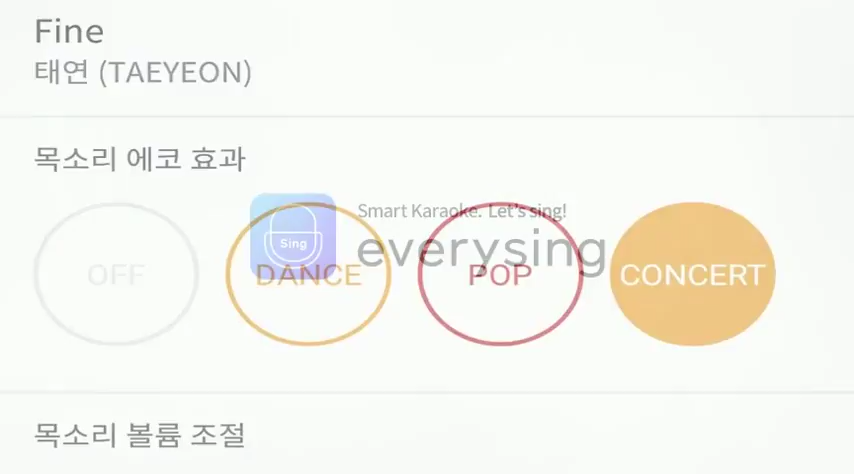 Fine
태연 (TAEYEON)
목소리 에코 효과
Smart Karaoke. Let's sing!
Sing
everysing
OFF
DANCE
POP
CONCERT
목소리 볼륨 조절